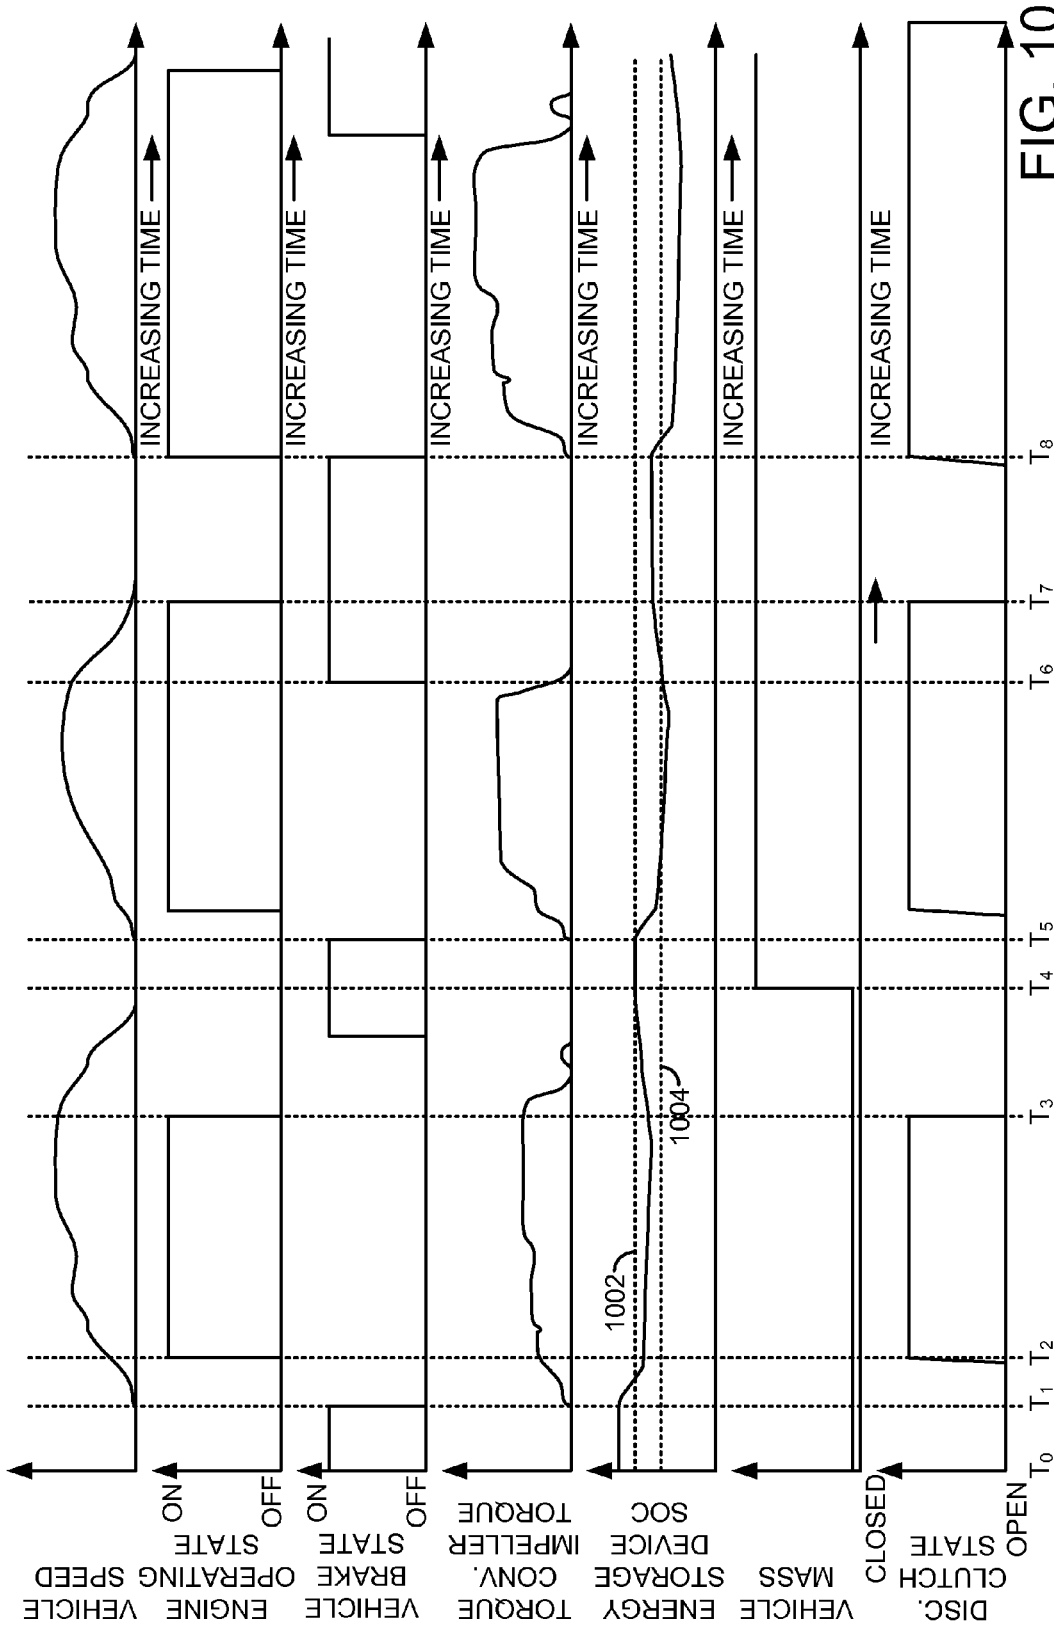 VEHICLE SPEED
INCREASING TIME
ENGINE OPERATING STATE
ON
OFF
INCREASING TIME
VEHICLE BRAKE STATE
ON
OFF
INCREASING TIME
TORQUE CONV. IMPELLER TORQUE
INCREASING TIME
ENERGY STORAGE DEVICE SOC
1002
1004
INCREASING TIME
VEHICLE MASS
INCREASING TIME
DISC. CLUTCH STATE
CLOSED
OPEN
T0
T1
T2
T3
T4
T5
T6
T7
T8
FIG. 10